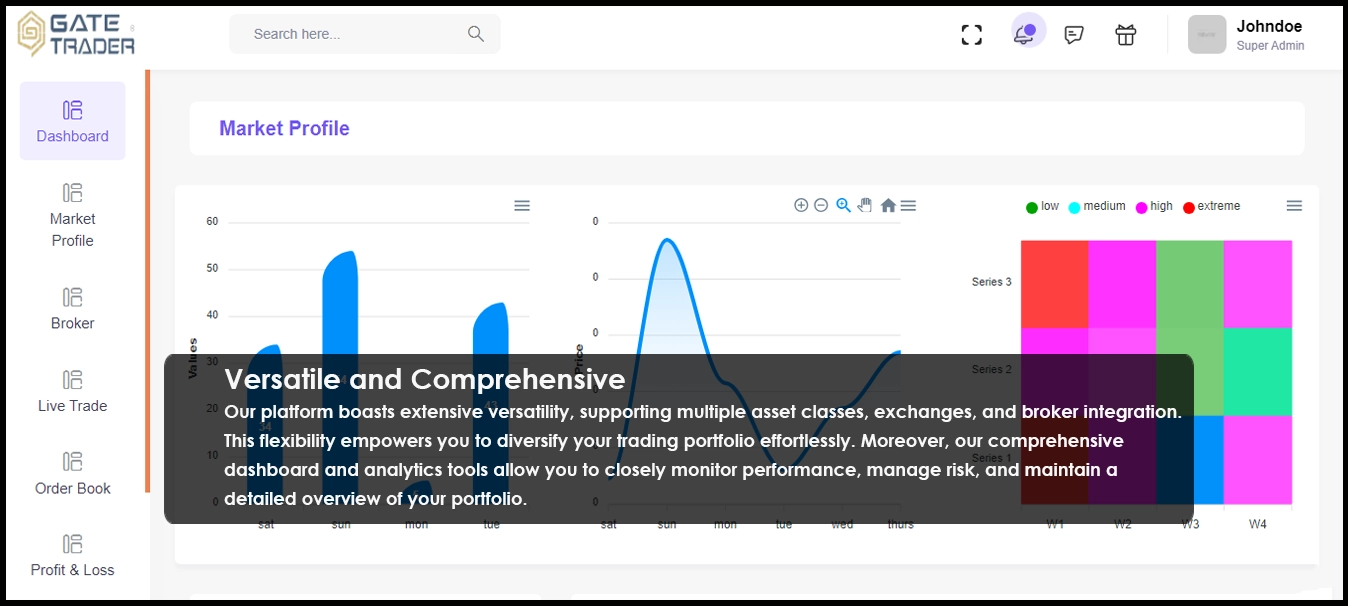 GATE
TRADER
Search here...
Johndoe
Super Admin
Dashboard
Market
Profile
Broker
Live Trade
Order Book
Profit & Loss
Market Profile
60
50
40
30
20
10
0
Values
34
43
sat
sun
mon
tue
0
0
0
0
Price
sat
sun
mon
tue
wed
thurs
low
medium
high
extreme
Series 3
Series 2
Series 1
W1
W2
W3
W4
Versatile and Comprehensive
Our platform boasts extensive versatility, supporting multiple asset classes, exchanges, and broker integration.
This flexibility empowers you to diversify your trading portfolio effortlessly. Moreover, our comprehensive
dashboard and analytics tools allow you to closely monitor performance, manage risk, and maintain a
detailed overview of your portfolio.